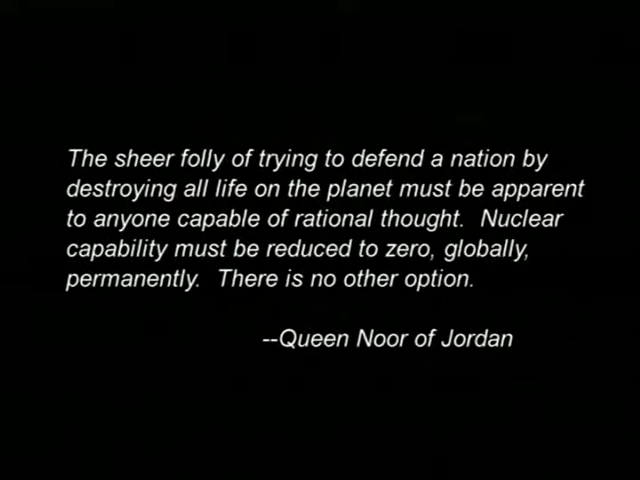 The sheer folly of trying to defend a nation by
destroying all life on the planet must be apparent
to anyone capable of rational thought.  Nuclear
capability must be reduced to zero, globally,
permanently.  There is no other option.
--Queen Noor of Jordan